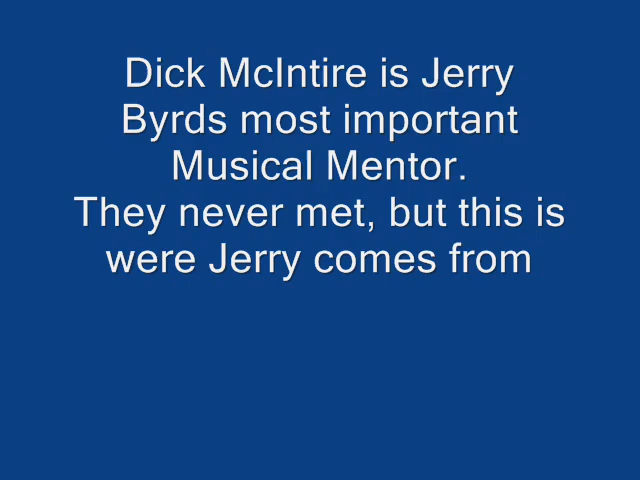 Dick McIntire is Jerry
Byrds most important
Musical Mentor.
They never met, but this is
were Jerry comes from